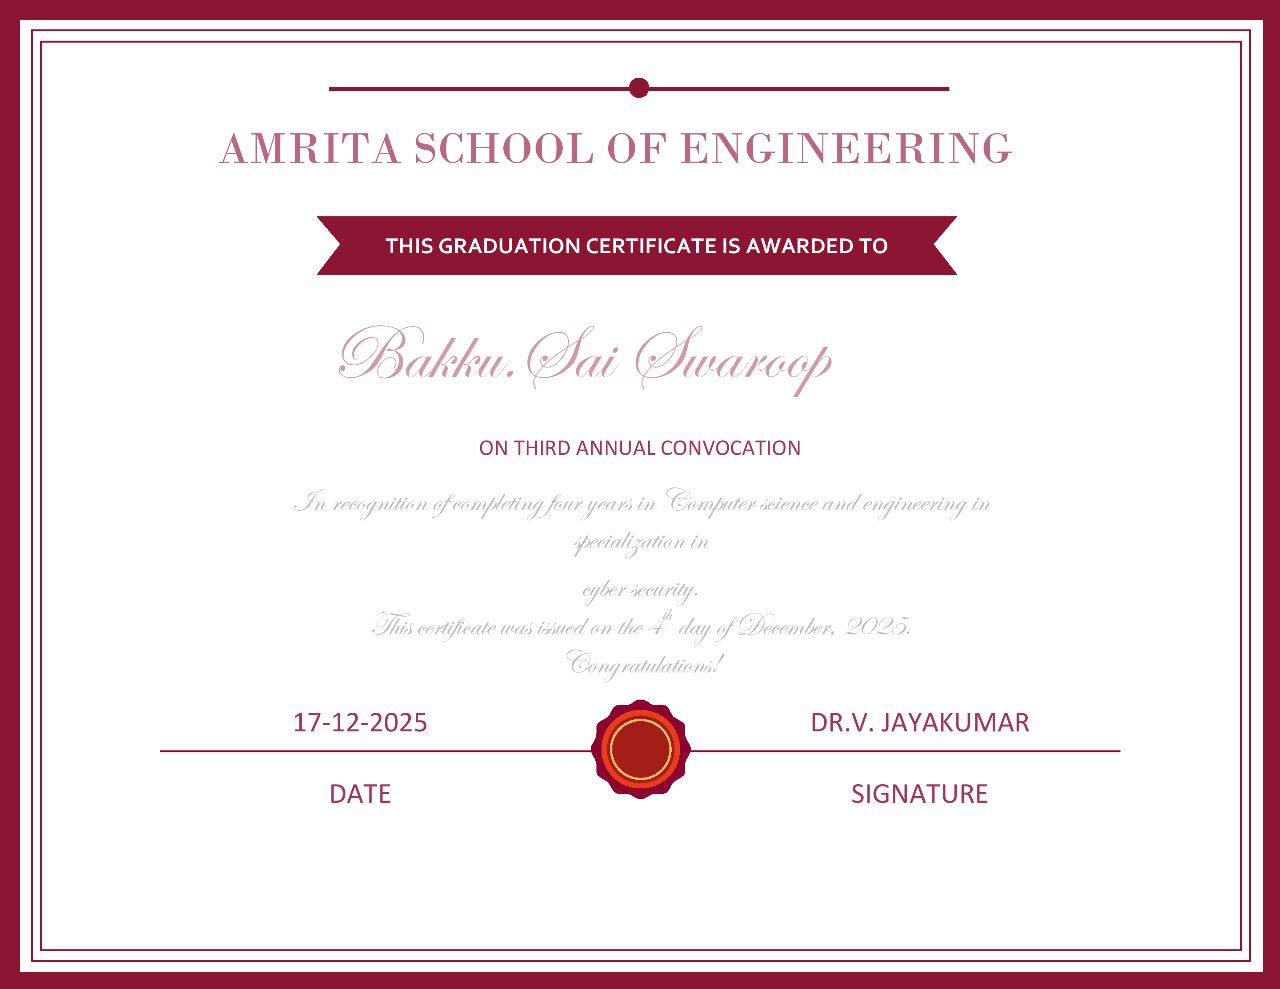 AMRITA SCHOOL OF ENGINEERING
THIS GRADUATION CERTIFICATE IS AWARDED TO
Bakku.Sai Swaroop
ON THIRD ANNUAL CONVOCATION
In recognition of completing four years in Computer science and engineering in
specialization in
cyber security.
This certificate was issued on the 4th day of December, 2025.
Congratulations!
17-12-2025 DR.V. JAYAKUMAR
DATE SIGNATURE